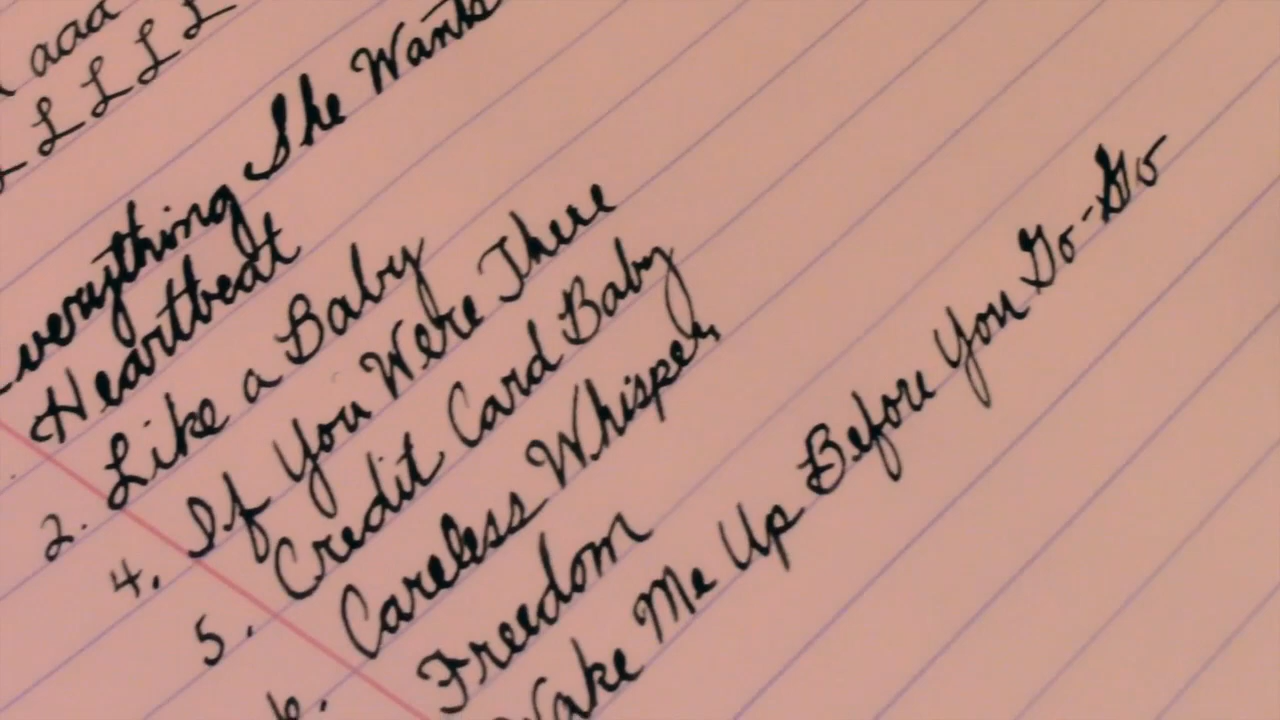 aaa
L L L L
Everything She Wants
Heartbeat
2. Like a Baby
4. If You Were There
5. Credit Card Baby
6. Careless Whisper
Freedom
Wake Me Up Before You Go-Go